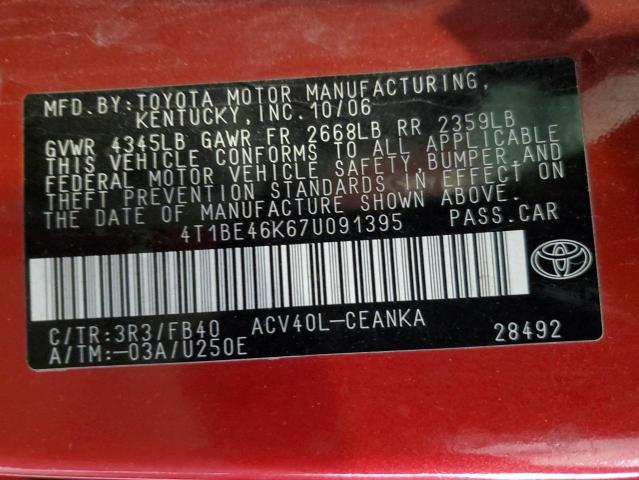 MFD. BY: TOYOTA MOTOR MANUFACTURING,
KENTUCKY, INC. 10/06
GVWR 4345LB GAWR FR 2668LB RR 2359LB
THIS VEHICLE CONFORMS TO ALL APPLICABLE
FEDERAL MOTOR VEHICLE SAFETY, BUMPER, AND
THEFT PREVENTION STANDARDS IN EFFECT ON
THE DATE OF MANUFACTURE SHOWN ABOVE.
4T1BE46K67U091395 PASS.CAR
C/TR:3R3/FB40 ACV40L-CEANKA
A/TM:-03A/U250E 28492